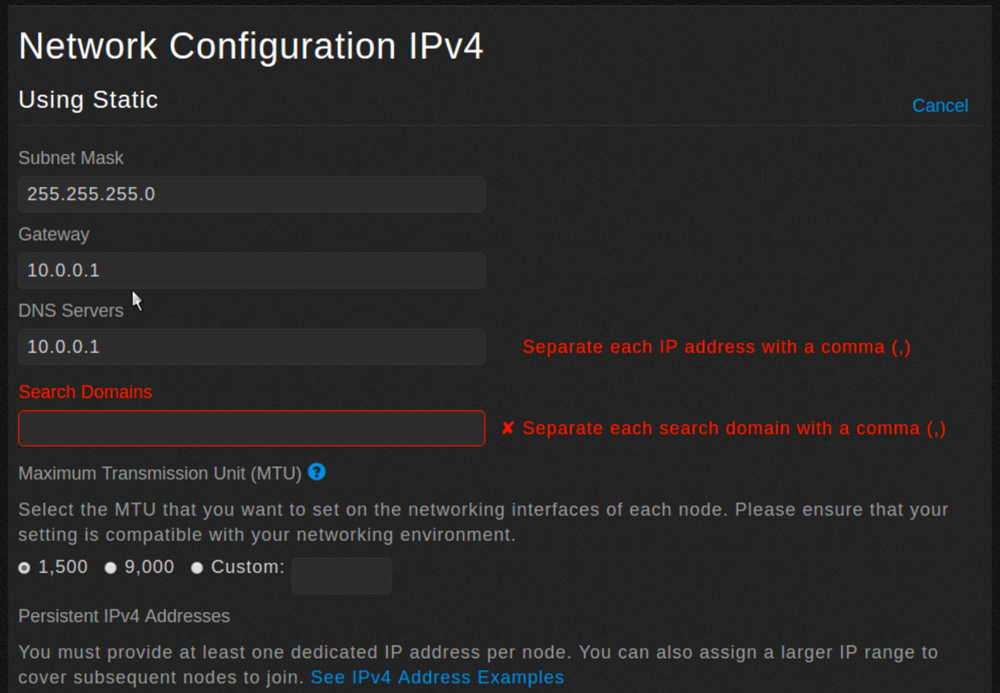 Network Configuration IPv4
Using Static
Cancel
Subnet Mask
255.255.255.0
Gateway
10.0.0.1
DNS Servers
10.0.0.1
Separate each IP address with a comma (,)
Search Domains
✘ Separate each search domain with a comma (,)
Maximum Transmission Unit (MTU) ?
Select the MTU that you want to set on the networking interfaces of each node. Please ensure that your
setting is compatible with your networking environment.
1,500 9,000 Custom:
Persistent IPv4 Addresses
You must provide at least one dedicated IP address per node. You can also assign a larger IP range to
cover subsequent nodes to join. See IPv4 Address Examples